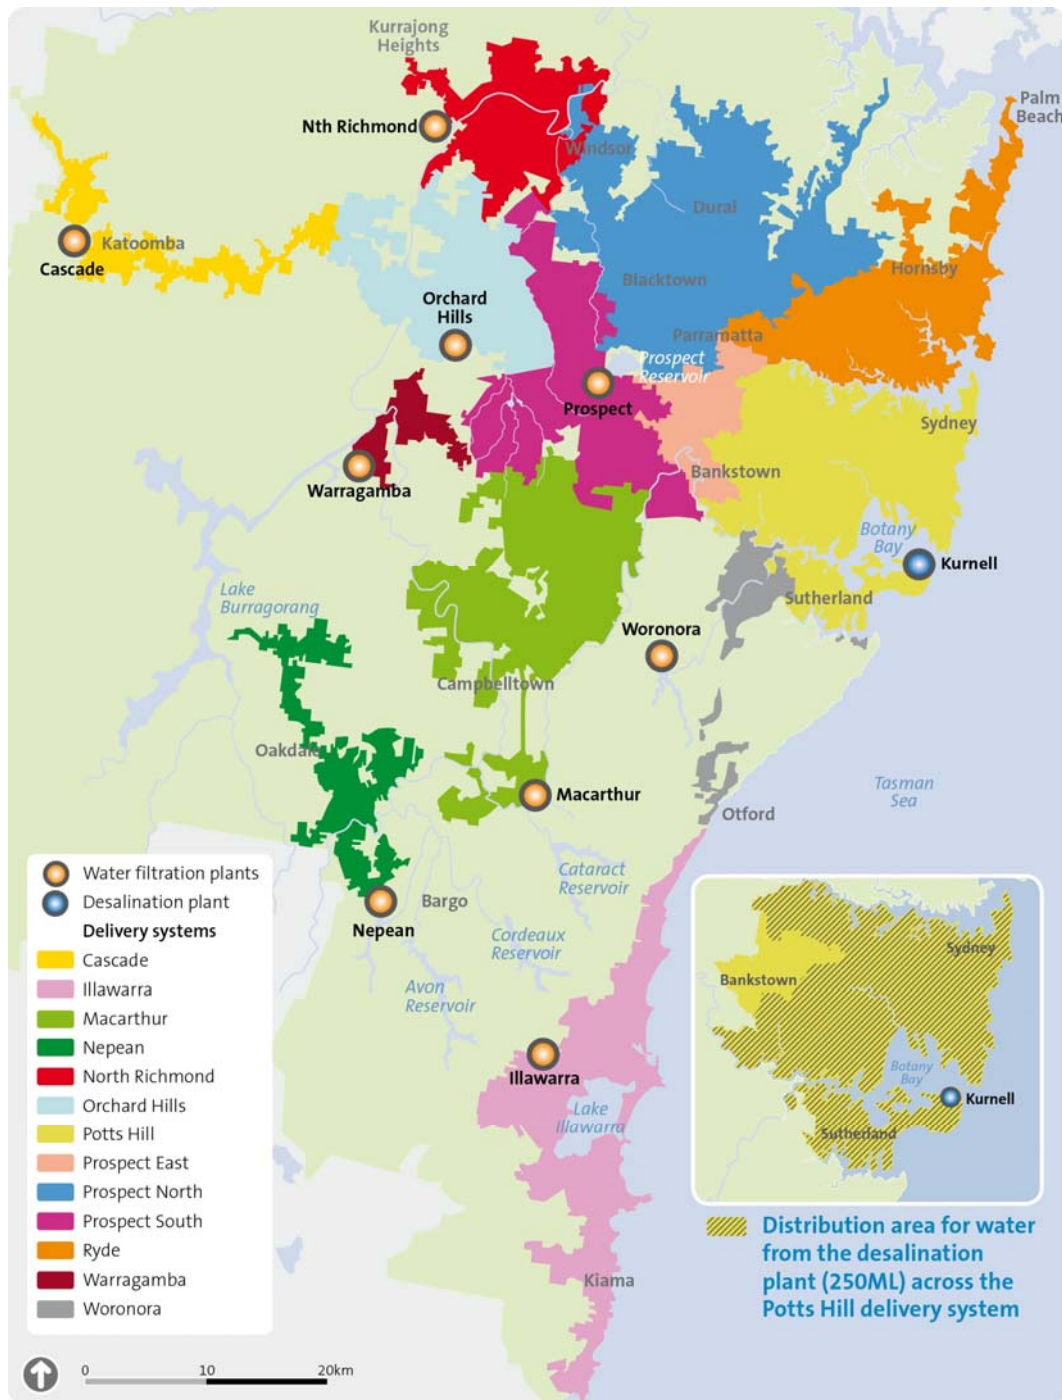 Kurrajong
Heights
Palm
Beach
Nth Richmond
Windsor
Dural
Katoomba
Cascade
Hornsby
Blacktown
Orchard
Hills
Parramatta
Prospect
Reservoir
Prospect
Sydney
Bankstown
Warragamba
Botany
Bay
Kurnell
Lake
Burragorang
Sutherland
Woronora
Campbelltown
Oakdale
Macarthur
Tasman
Sea
Otford
Cataract
Reservoir
Bargo
Nepean
Cordeaux
Reservoir
Avon
Reservoir
Illawarra
Lake
Illawarra
Kiama
Water filtration plants
Desalination plant
Delivery systems
Cascade
Illawarra
Macarthur
Nepean
North Richmond
Orchard Hills
Potts Hill
Prospect East
Prospect North
Prospect South
Ryde
Warragamba
Woronora
0 10 20km
Sydney
Bankstown
Botany
Bay
Kurnell
Sutherland
Distribution area for water
from the desalination
plant (250ML) across the
Potts Hill delivery system